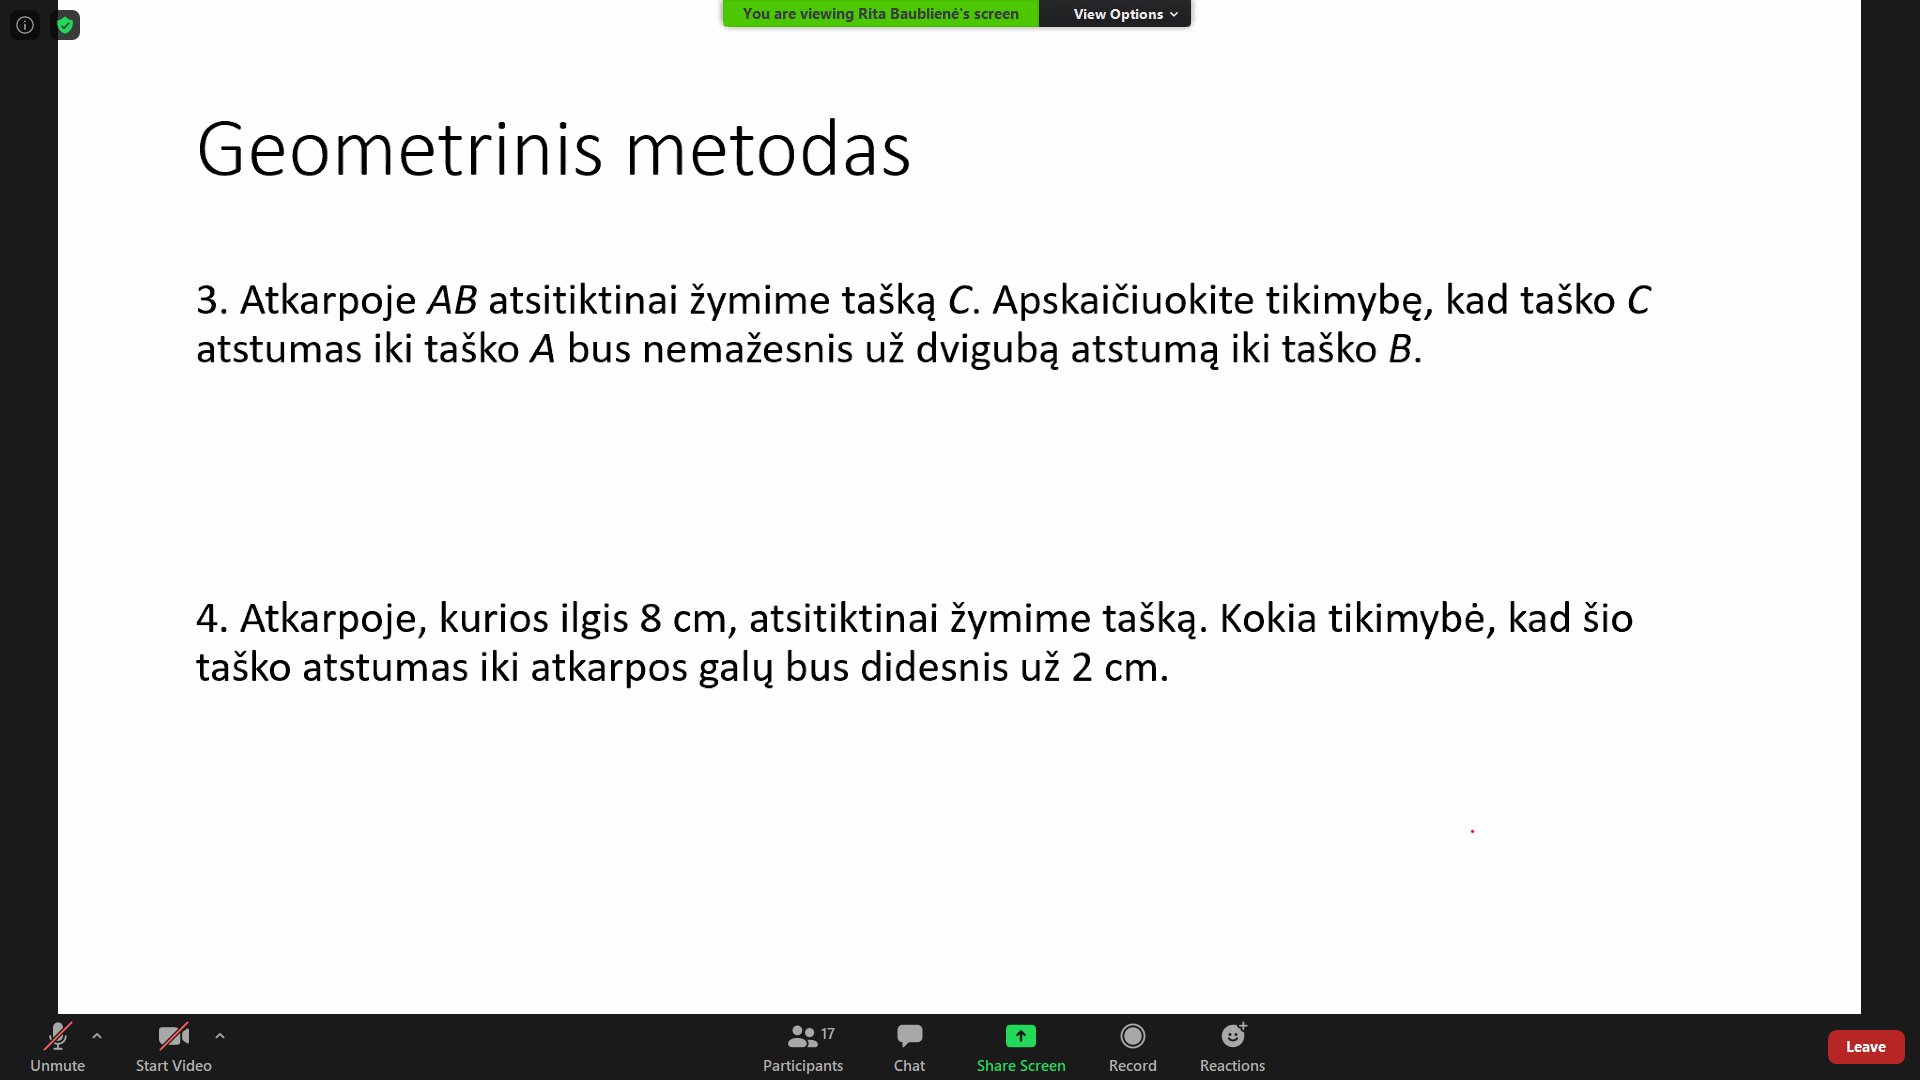 You are viewing Rita Baublienė's screen
View Options
Geometrinis metodas
3. Atkarpoje AB atsitiktinai žymime tašką C. Apskaičiuokite tikimybę, kad taško C
atstumas iki taško A bus nemažesnis už dvigubą atstumą iki taško B.
4. Atkarpoje, kurios ilgis 8 cm, atsitiktinai žymime tašką. Kokia tikimybė, kad šio
taško atstumas iki atkarpos galų bus didesnis už 2 cm.
Unmute
Start Video
17
Participants
Chat
Share Screen
Record
Reactions
Leave